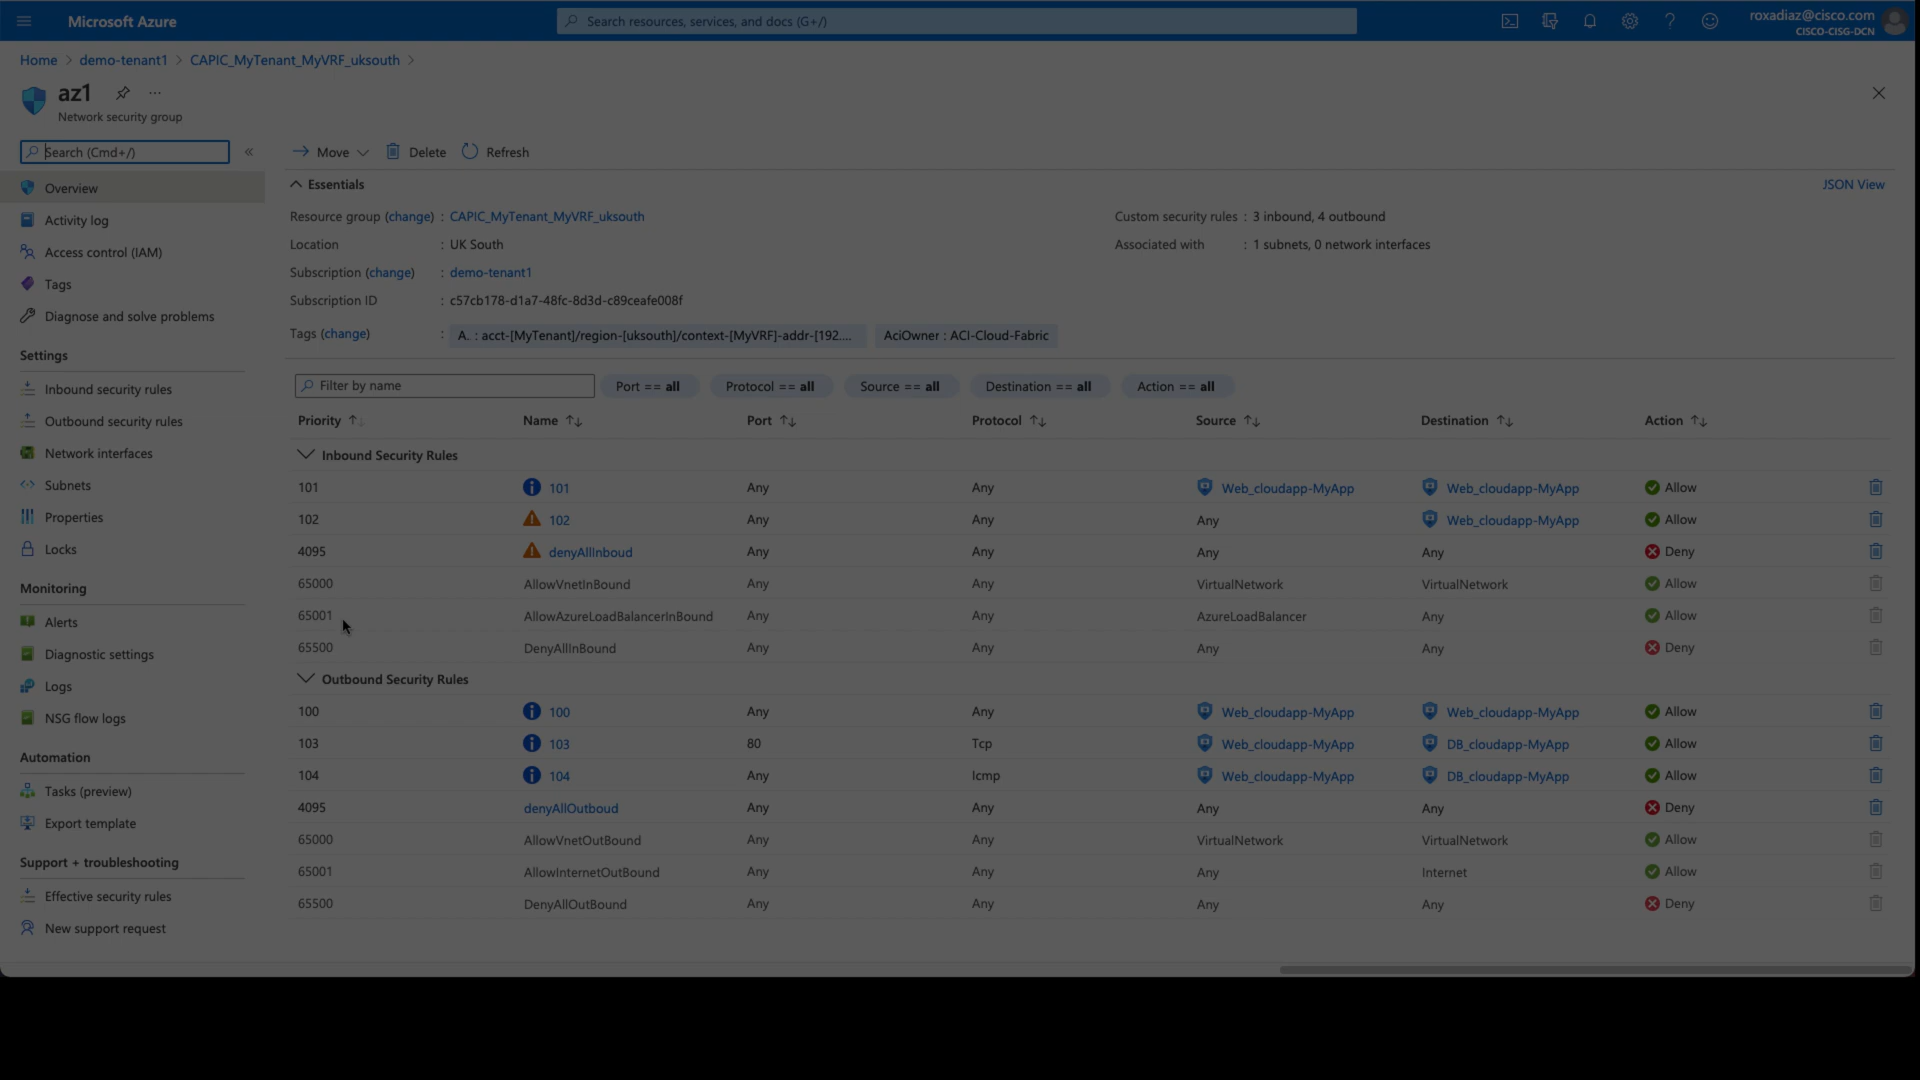 Microsoft Azure
Search resources, services, and docs (G+/)
roxadiaz@cisco.com
CISCO-CISG-DCN
Home > demo-tenant1 > CAPIC_MyTenant_MyVRF_uksouth >
az1 ...
Network security group
Search (Cmd+/) «
Move Delete Refresh
Overview
Activity log
Access control (IAM)
Tags
Diagnose and solve problems
Settings
Inbound security rules
Outbound security rules
Network interfaces
Subnets
Properties
Locks
Monitoring
Alerts
Diagnostic settings
Logs
NSG flow logs
Automation
Tasks (preview)
Export template
Support + troubleshooting
Effective security rules
New support request
Essentials JSON View
Resource group (change) : CAPIC_MyTenant_MyVRF_uksouth Custom security rules : 3 inbound, 4 outbound
Location : UK South Associated with : 1 subnets, 0 network interfaces
Subscription (change) : demo-tenant1
Subscription ID : c57cb178-d1a7-48fc-8d3d-c89ceafe008f
Tags (change) : A.. : acct-[MyTenant]/region-[uksouth]/context-[MyVRF]-addr-[192.... AciOwner : ACI-Cloud-Fabric
Filter by name Port == all Protocol == all Source == all Destination == all Action == all
Priority ↑↓ Name ↑↓ Port ↑↓ Protocol ↑↓ Source ↑↓ Destination ↑↓ Action ↑↓
Inbound Security Rules
101 101 Any Any Web_cloudapp-MyApp Web_cloudapp-MyApp Allow
102 102 Any Any Any Web_cloudapp-MyApp Allow
4095 denyAllInboud Any Any Any Any Deny
65000 AllowVnetInBound Any Any VirtualNetwork VirtualNetwork Allow
65001 AllowAzureLoadBalancerInBound Any Any AzureLoadBalancer Any Allow
65500 DenyAllInBound Any Any Any Any Deny
Outbound Security Rules
100 100 Any Any Web_cloudapp-MyApp Web_cloudapp-MyApp Allow
103 103 80 Tcp Web_cloudapp-MyApp DB_cloudapp-MyApp Allow
104 104 Any Icmp Web_cloudapp-MyApp DB_cloudapp-MyApp Allow
4095 denyAllOutboud Any Any Any Any Deny
65000 AllowVnetOutBound Any Any VirtualNetwork VirtualNetwork Allow
65001 AllowInternetOutBound Any Any Any Internet Allow
65500 DenyAllOutBound Any Any Any Any Deny